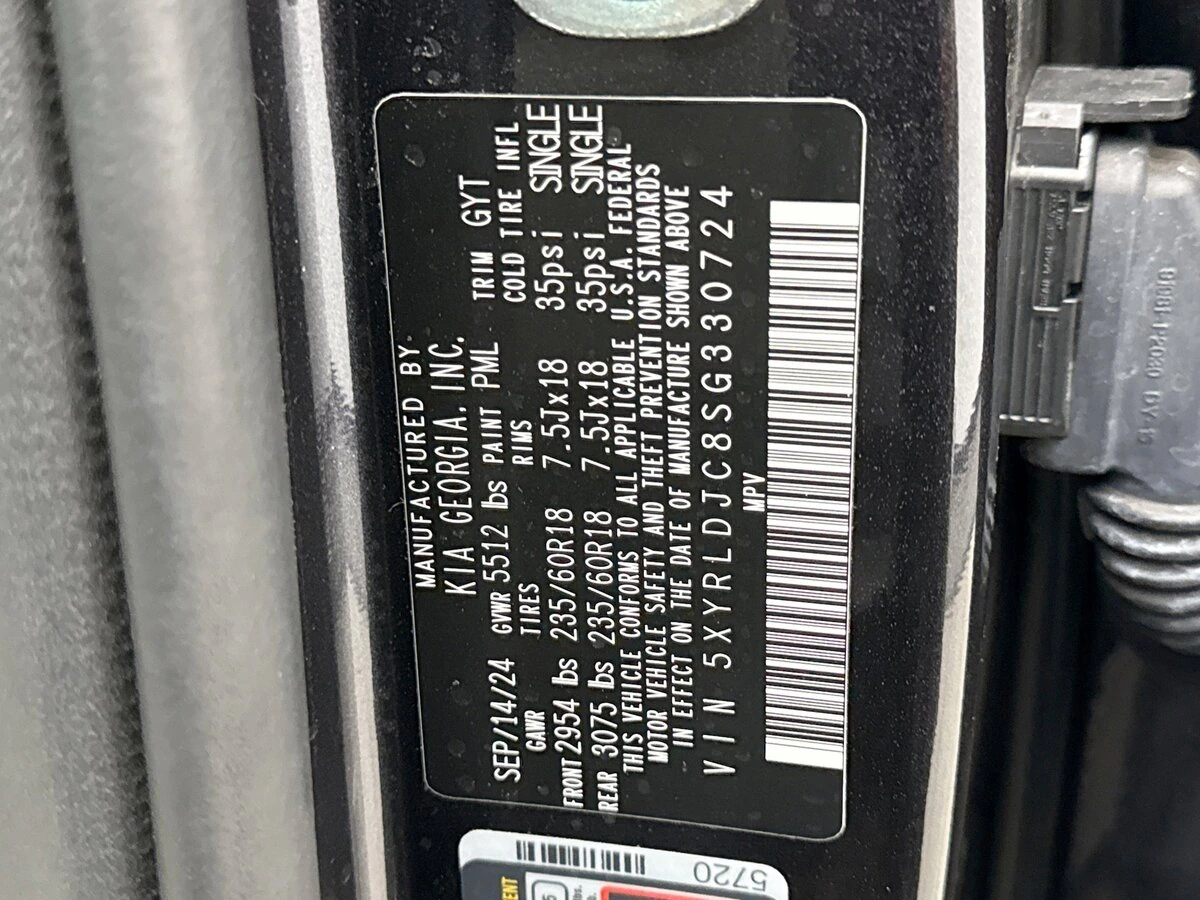 MANUFACTURED BY
KIA GEORGIA, INC.
SEP/14/24 GVWR 5512 lbs PAINT PML TRIM GYT
GAWR TIRES RIMS COLD TIRE INFL
FRONT 2954 lbs 235/60R18 7.5Jx18 35psi SINGLE
REAR 3075 lbs 235/60R18 7.5Jx18 35psi SINGLE
THIS VEHICLE CONFORMS TO ALL APPLICABLE U.S.A. FEDERAL
MOTOR VEHICLE SAFETY AND THEFT PREVENTION STANDARDS
IN EFFECT ON THE DATE OF MANUFACTURE SHOWN ABOVE
VIN 5XYRLDJC8SG330724
MPV
5720